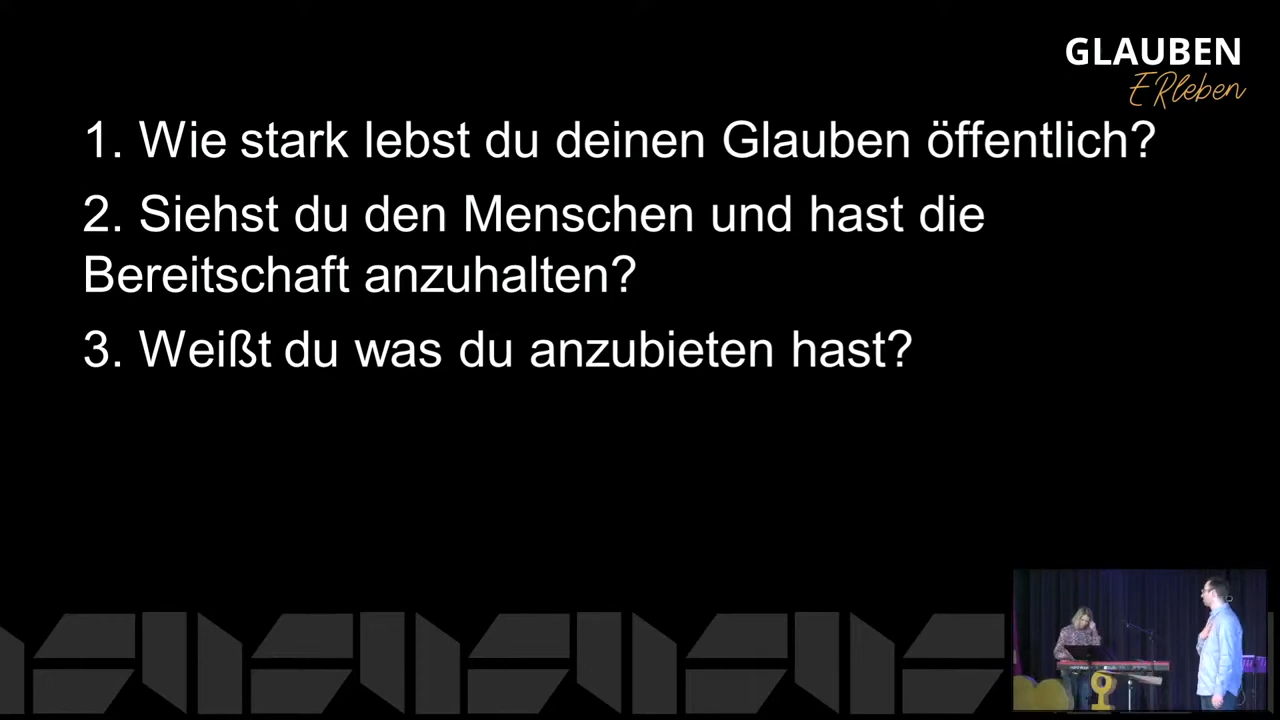 GLAUBEN
ERleben
1. Wie stark lebst du deinen Glauben öffentlich?
2. Siehst du den Menschen und hast die
Bereitschaft anzuhalten?
3. Weißt du was du anzubieten hast?